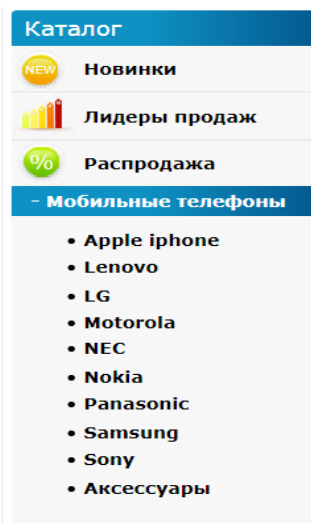 Каталог
NEW Новинки
Лидеры продаж
% Распродажа
- Мобильные телефоны
• Apple iphone
• Lenovo
• LG
• Motorola
• NEC
• Nokia
• Panasonic
• Samsung
• Sony
• Аксессуары